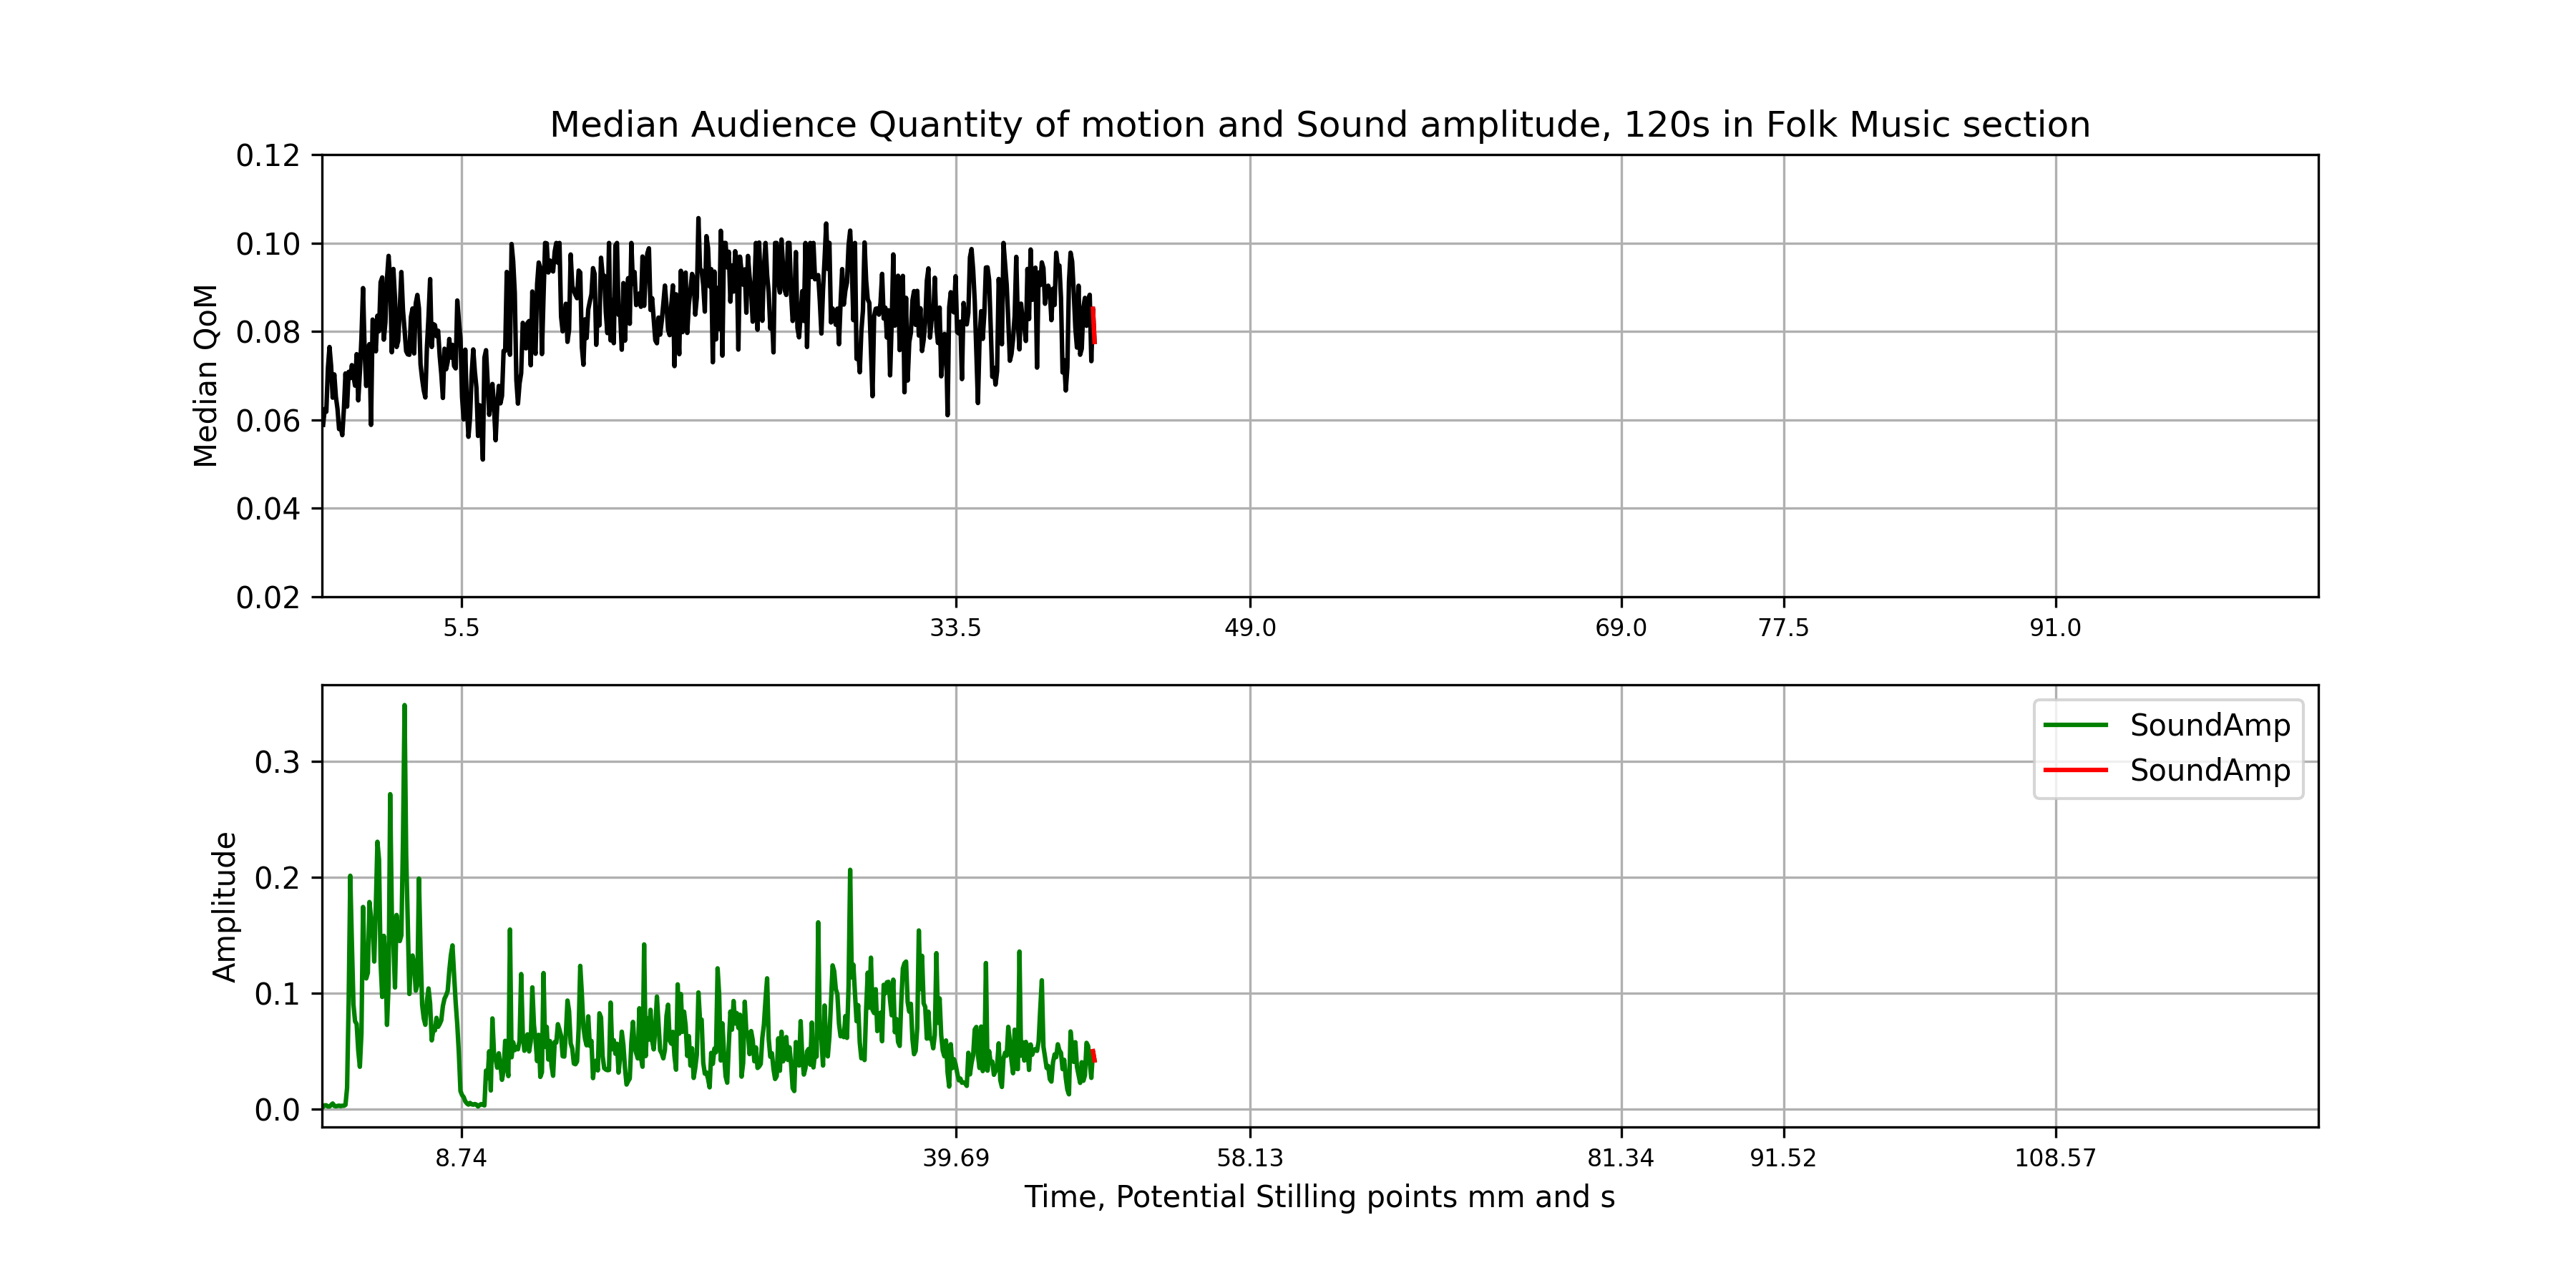 Median Audience Quantity of motion and Sound amplitude, 120s in Folk Music section
0.12
0.10
0.08
0.06
0.04
0.02
Median QoM
5.5 33.5 49.0 69.0 77.5 91.0
SoundAmp
SoundAmp
0.3
0.2
0.1
0.0
Amplitude
8.74 39.69 58.13 81.34 91.52 108.57
Time, Potential Stilling points mm and s